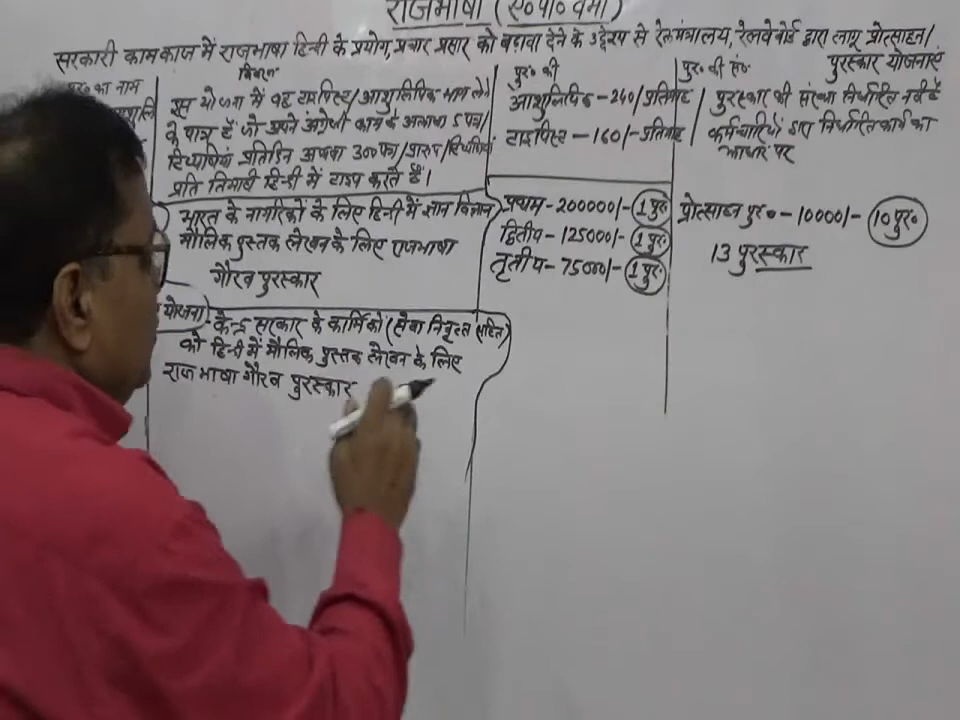 राजभाषा (ए० पी० वर्मा)
सरकारी कामकाज में राजभाषा हिन्दी के प्रयोग, प्रचार प्रसार को बढ़ावा देने के उद्देश्य से रेल मंत्रालय, रेलवे बोर्ड द्वारा लागू प्रोत्साहन/
पुरस्कार योजनाएं
पुर० का नाम
विवरण
इस योजना में वह टाइपिस्ट/आशुलिपिक भाग लेने
के पात्र हैं जो अपने अंग्रेजी काम के अलावा 5 पत्र/
टिप्पणियां प्रतिदिन अथवा 300 पत्र/प्रारूप/टिप्पणियां
प्रति तिमाही हिन्दी में टाइप करते हैं।
भारत के नागरिकों के लिए हिन्दी में ज्ञान विज्ञान
मौलिक पुस्तक लेखन के लिए राजभाषा
गौरव पुरस्कार
योजना
केन्द्र सरकार के कार्मिकों (सेवा निवृत्त सहित)
को हिन्दी में मौलिक पुस्तक लेखन के लिए
राजभाषा गौरव पुरस्कार
पुर० की
आशुलिपिक - 240/ प्रतिमाह
टाइपिस्ट - 160/- प्रतिमाह
प्रथम - 200000/- 1 पुर०
द्वितीय - 125000/- 1 पुर०
तृतीय - 75000/- 1 पुर०
पुर० की सं०
पुरस्कार की संख्या निर्धारित नहीं है
कर्मचारियों द्वारा निर्धारित कार्य का
आधार पर
प्रोत्साहन पुर० - 10000/- 10 पुर०
13 पुरस्कार